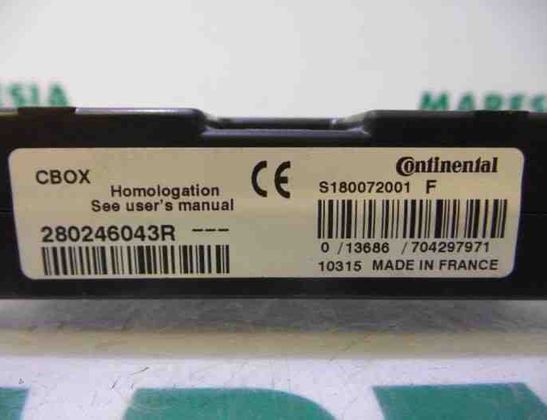 CBOX
Homologation
See user's manual
CE
280246043R ---
Continental
S180072001 F
0 /13686 /704297971
10315 MADE IN FRANCE